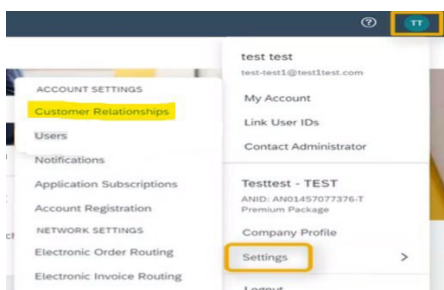 TT
test test
test-test1@test1test.com
My Account
Link User IDs
Contact Administrator
Testtest - TEST
ANID: AN01457077376-T
Premium Package
Company Profile
Settings
Logout
ACCOUNT SETTINGS
Customer Relationships
Users
Notifications
Application Subscriptions
Account Registration
NETWORK SETTINGS
Electronic Order Routing
Electronic Invoice Routing